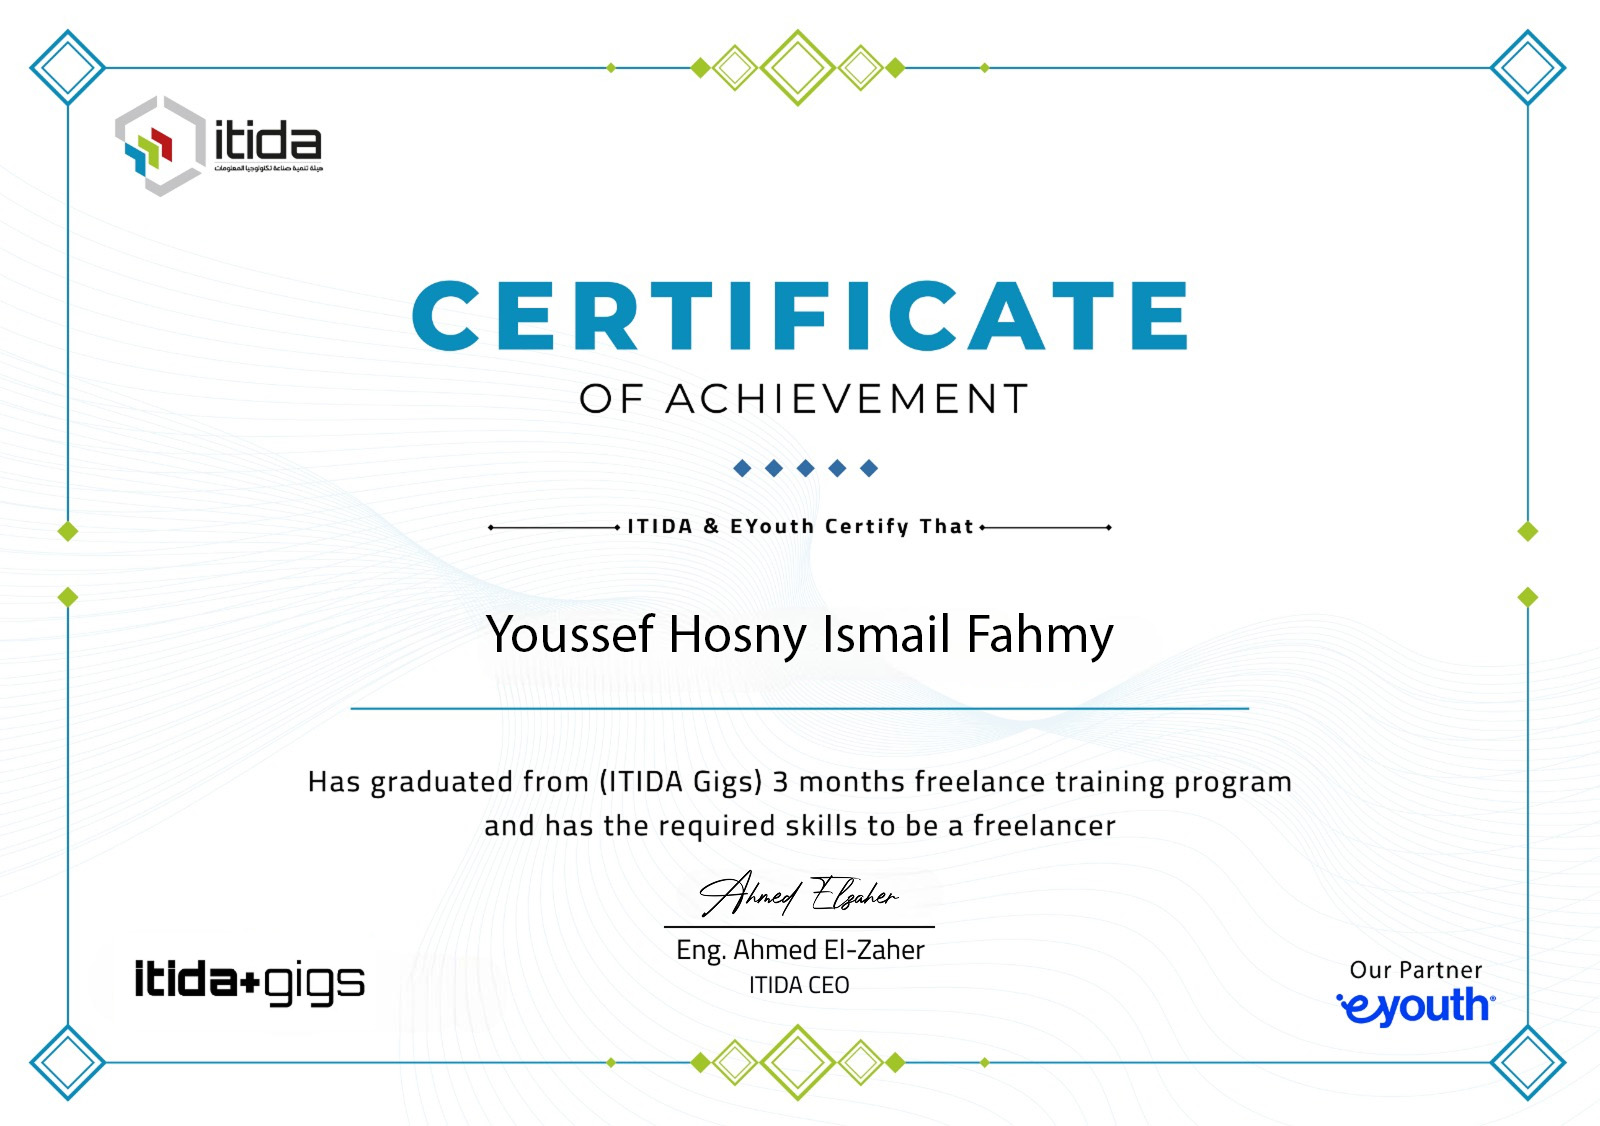 itida
هيئة تنمية صناعة تكنولوجيا المعلومات
CERTIFICATE
OF ACHIEVEMENT
ITIDA & EYouth Certify That
Youssef Hosny Ismail Fahmy
Has graduated from (ITIDA Gigs) 3 months freelance training program
and has the required skills to be a freelancer
Ahmed Elzaher
Eng. Ahmed El-Zaher
ITIDA CEO
itida+gigs
Our Partner
eyouth